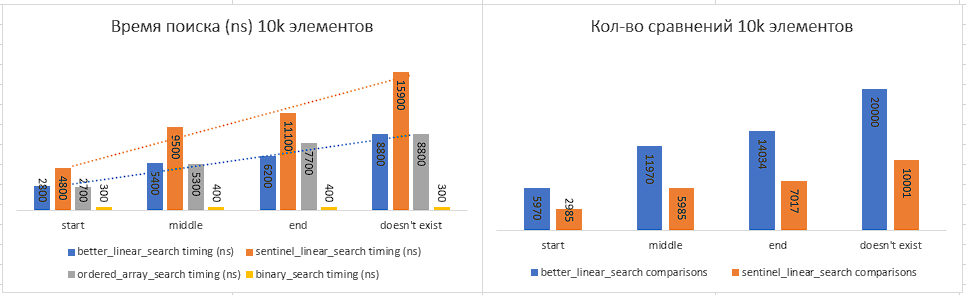 Время поиска (ns) 10k элементов
2800
4800
2700
300
5400
9500
5300
400
6200
11100
7700
400
8800
15900
8800
300
start
middle
end
doesn't exist
better_linear_search timing (ns)
sentinel_linear_search timing (ns)
ordered_array_search timing (ns)
binary_search timing (ns)
Кол-во сравнений 10k элементов
5970
2985
11970
5985
14034
7017
20000
10001
start
middle
end
doesn't exist
better_linear_search comparisons
sentinel_linear_search comparisons